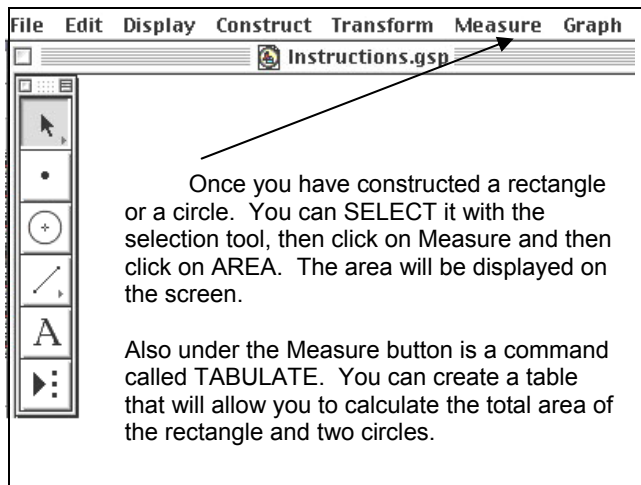 File Edit Display Construct Transform Measure Graph
Instructions.gsp
A
Once you have constructed a rectangle
or a circle. You can SELECT it with the
selection tool, then click on Measure and then
click on AREA. The area will be displayed on
the screen.
Also under the Measure button is a command
called TABULATE. You can create a table
that will allow you to calculate the total area of
the rectangle and two circles.